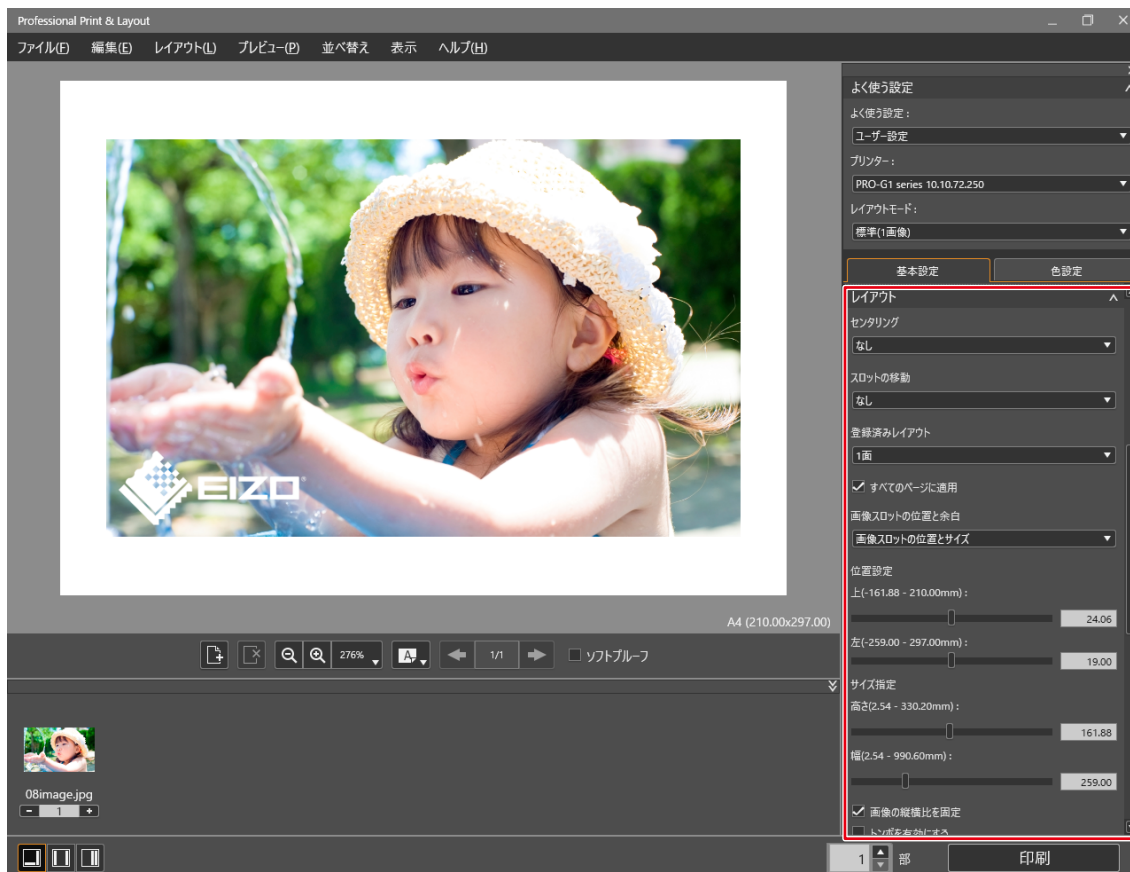 Professional Print & Layout
ファイル(F) 編集(E) レイアウト(L) プレビュー(P) 並べ替え 表示 ヘルプ(H)
EIZO
A4 (210.00x297.00)
276%
A
1/1
ソフトプルーフ
08image.jpg
- 1 +
よく使う設定
よく使う設定 :
ユーザー設定
プリンター :
PRO-G1 series 10.10.72.250
レイアウトモード :
標準(1画像)
基本設定 色設定
レイアウト
センタリング
なし
スロットの移動
なし
登録済みレイアウト
1面
すべてのページに適用
画像スロットの位置と余白
画像スロットの位置とサイズ
位置設定
上(-161.88 - 210.00mm) :
24.06
左(-259.00 - 297.00mm) :
19.00
サイズ指定
高さ(2.54 - 330.20mm) :
161.88
幅(2.54 - 990.60mm) :
259.00
画像の縦横比を固定
トンボを有効にする
1 部 印刷